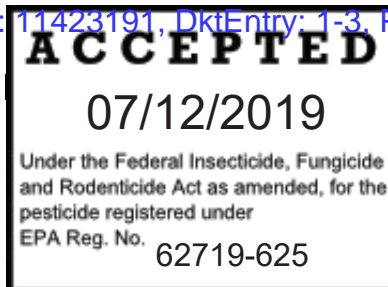 : 11423191, DktEntry: 1-3,
ACCEPTED
07/12/2019
Under the Federal Insecticide, Fungicide
and Rodenticide Act as amended, for the
pesticide registered under
EPA Reg. No. 62719-625